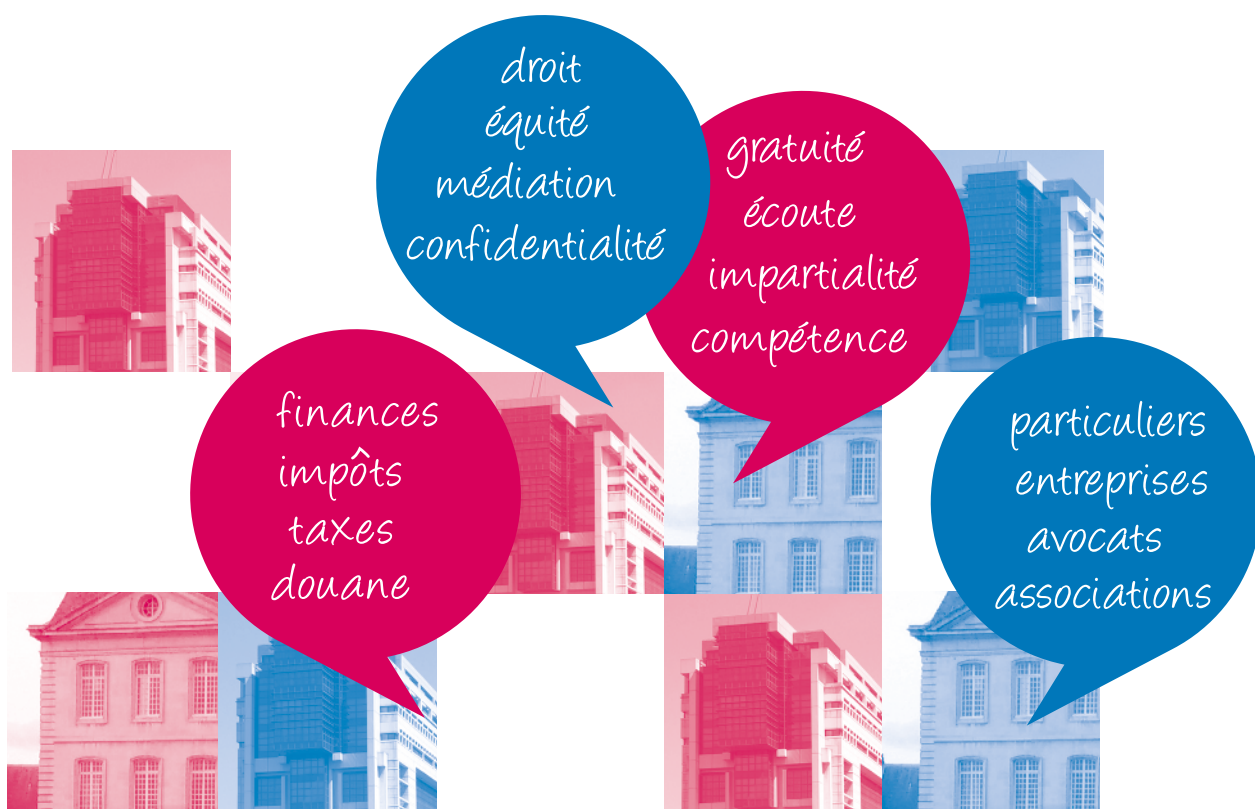 droit
équité
médiation
confidentialité
gratuité
écoute
impartialité
compétence
finances
impôts
taxes
douane
particuliers
entreprises
avocats
associations